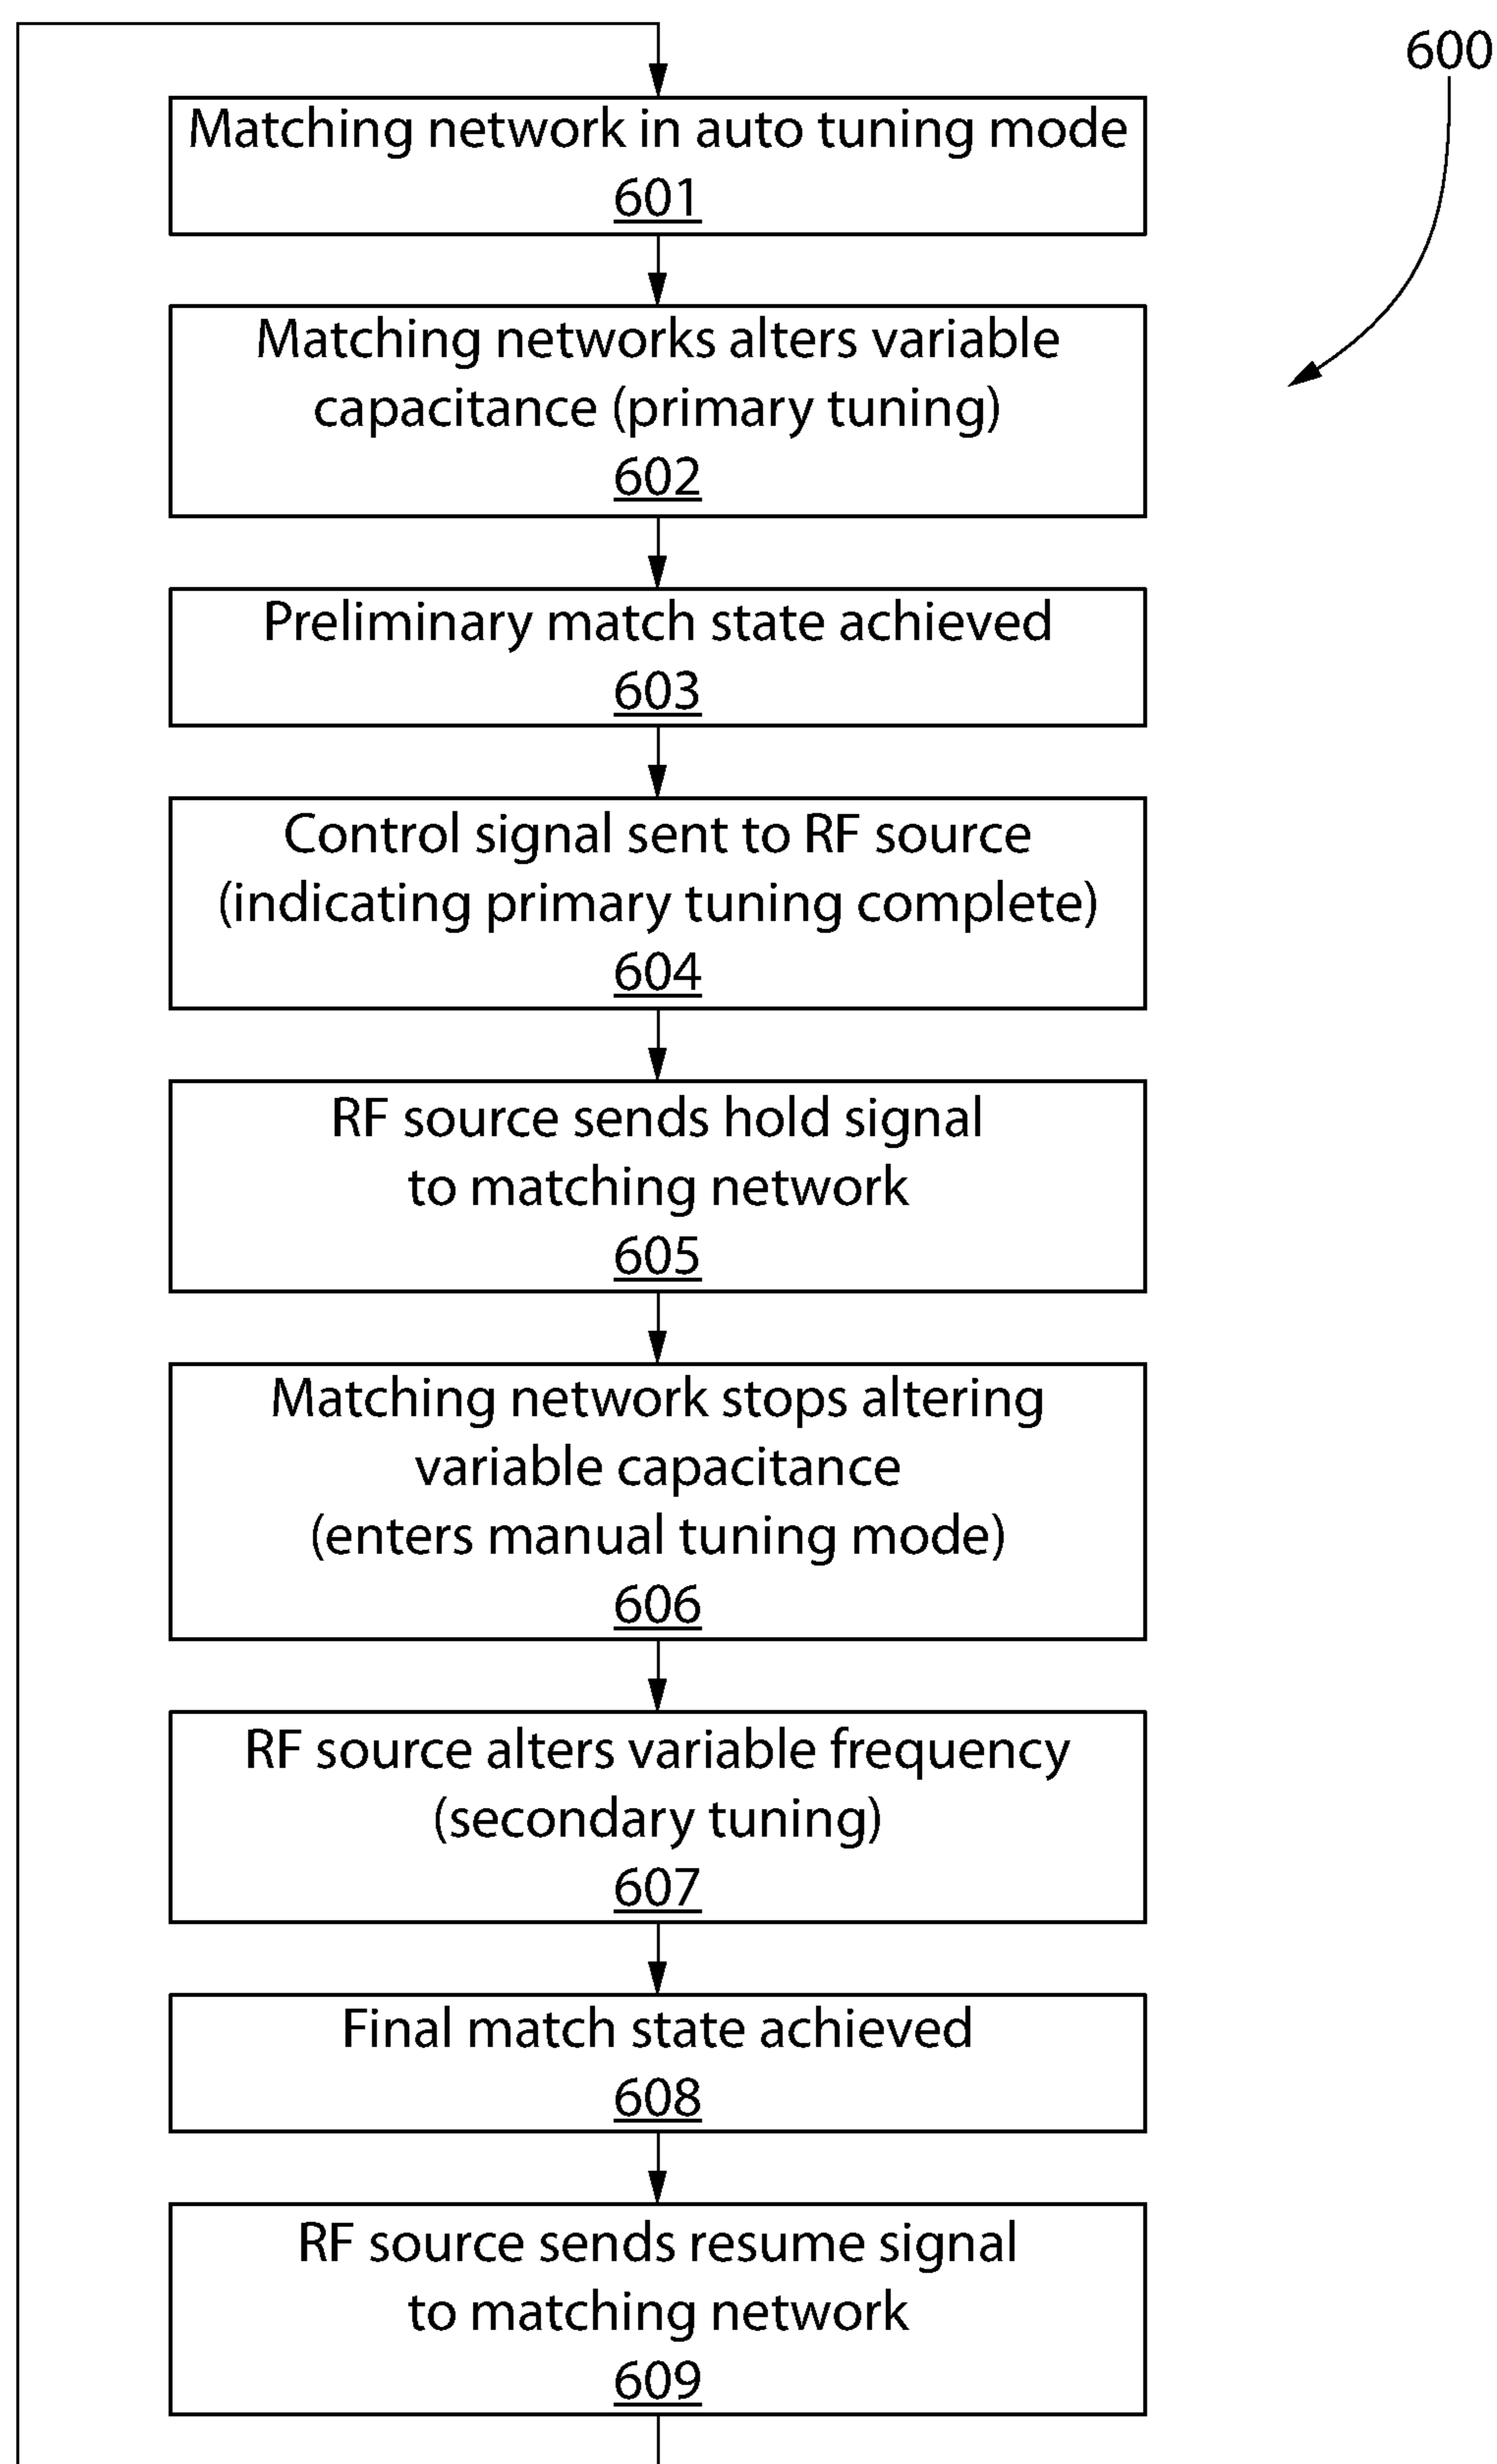 600
Matching network in auto tuning mode
601
Matching networks alters variable
capacitance (primary tuning)
602
Preliminary match state achieved
603
Control signal sent to RF source
(indicating primary tuning complete)
604
RF source sends hold signal
to matching network
605
Matching network stops altering
variable capacitance
(enters manual tuning mode)
606
RF source alters variable frequency
(secondary tuning)
607
Final match state achieved
608
RF source sends resume signal
to matching network
609